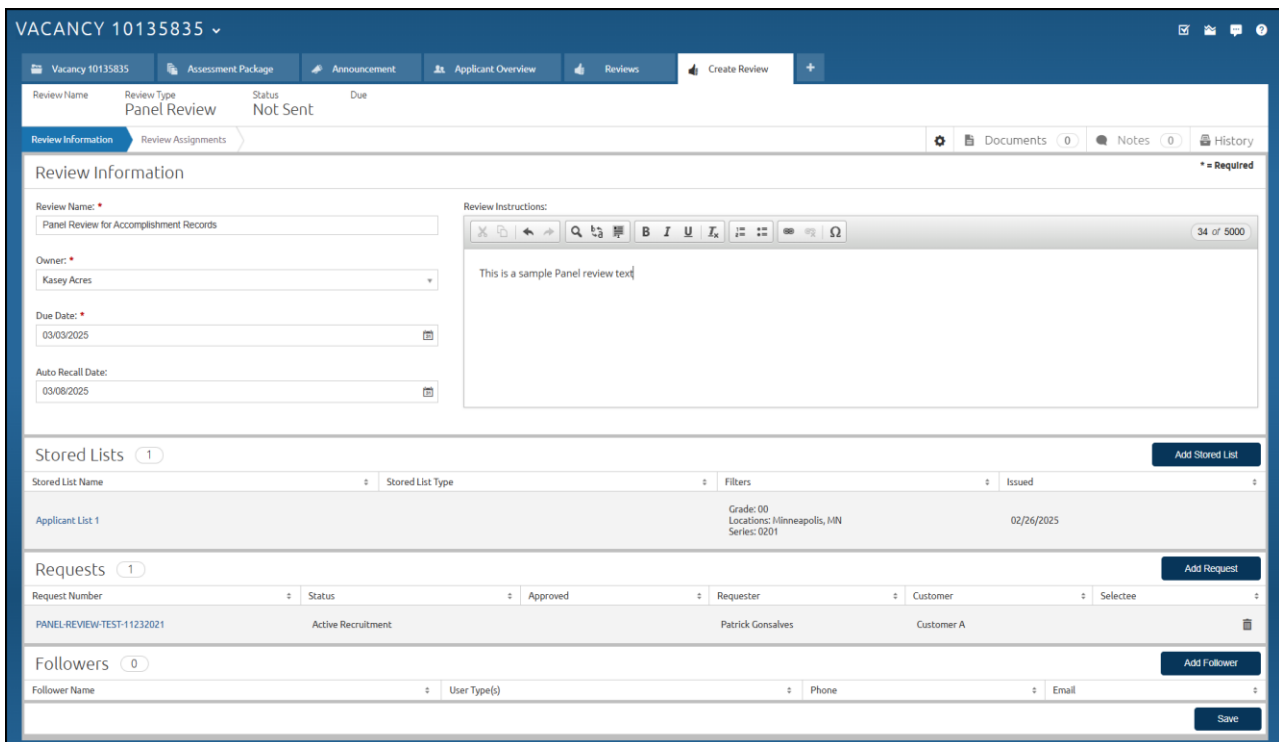 VACANCY 10135835
Vacancy 10135835 Assessment Package Announcement Applicant Overview Reviews Create Review +
Review Name Review Type Status Due
Panel Review Not Sent
Review Information Review Assignments Documents 0 Notes 0 History
Review Information * = Required
Review Name: * Review Instructions:
Panel Review for Accomplishment Records B I U Ix Ω 34 of 5000
Owner: *
Kasey Acres This is a sample Panel review text
Due Date: *
03/03/2025
Auto Recall Date:
03/08/2025
Stored Lists 1 Add Stored List
Stored List Name Stored List Type Filters Issued
Applicant List 1 Grade: 00 02/26/2025
Locations: Minneapolis, MN
Series: 0201
Requests 1 Add Request
Request Number Status Approved Requester Customer Selectee
PANEL-REVIEW-TEST-11232021 Active Recruitment Patrick Gonsalves Customer A
Followers 0 Add Follower
Follower Name User Type(s) Phone Email
Save